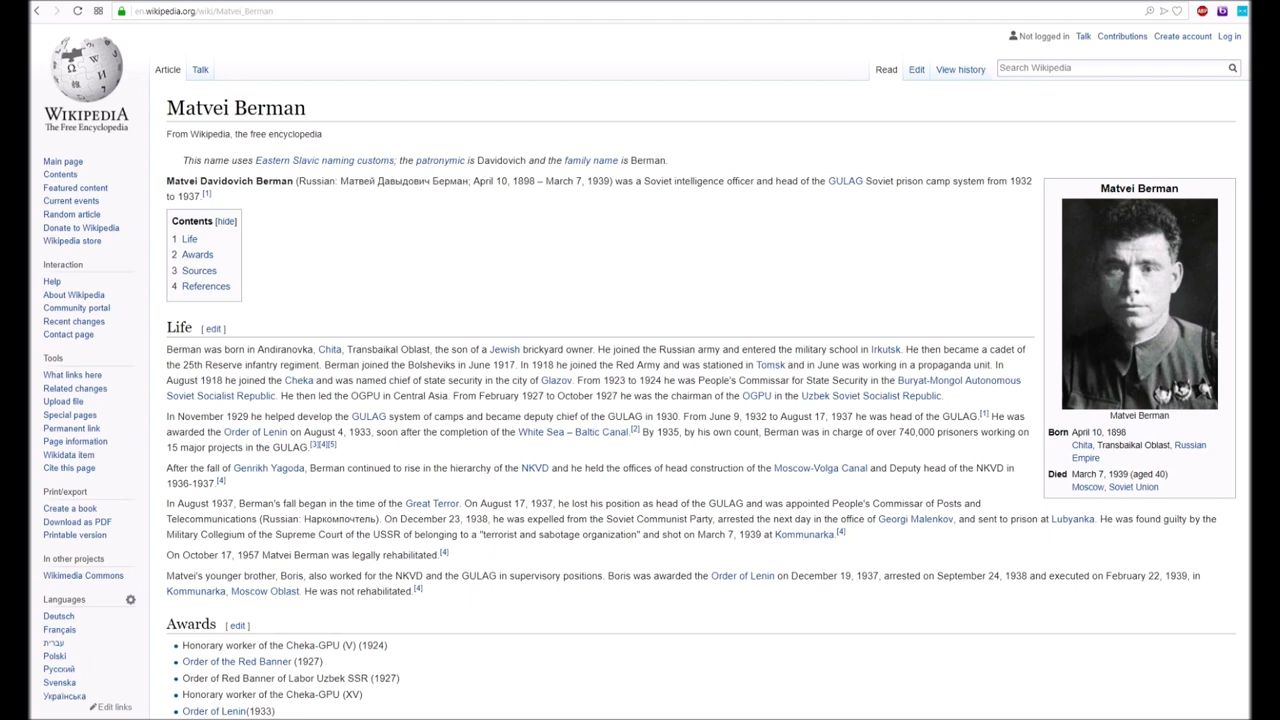 en.wikipedia.org/wiki/Matvei_Berman
Not logged in Talk Contributions Create account Log in
Article Talk
Read Edit View history
Search Wikipedia
WIKIPEDIA
The Free Encyclopedia
Main page
Contents
Featured content
Current events
Random article
Donate to Wikipedia
Wikipedia store
Interaction
Help
About Wikipedia
Community portal
Recent changes
Contact page
Tools
What links here
Related changes
Upload file
Special pages
Permanent link
Page information
Wikidata item
Cite this page
Print/export
Create a book
Download as PDF
Printable version
In other projects
Wikimedia Commons
Languages
Deutsch
Français
עברית
Polski
Русский
Svenska
Українська
Edit links
Matvei Berman
From Wikipedia, the free encyclopedia
This name uses Eastern Slavic naming customs; the patronymic is Davidovich and the family name is Berman.
Matvei Davidovich Berman (Russian: Матвей Давыдович Берман; April 10, 1898 – March 7, 1939) was a Soviet intelligence officer and head of the GULAG Soviet prison camp system from 1932
to 1937.[1]
Contents [hide]
1 Life
2 Awards
3 Sources
4 References
Matvei Berman
Matvei Berman
Born April 10, 1898
Chita, Transbaikal Oblast, Russian
Empire
Died March 7, 1939 (aged 40)
Moscow, Soviet Union
Life [ edit ]
Berman was born in Andiranovka, Chita, Transbaikal Oblast, the son of a Jewish brickyard owner. He joined the Russian army and entered the military school in Irkutsk. He then became a cadet of
the 25th Reserve infantry regiment. Berman joined the Bolsheviks in June 1917. In 1918 he joined the Red Army and was stationed in Tomsk and in June was working in a propaganda unit. In
August 1918 he joined the Cheka and was named chief of state security in the city of Glazov. From 1923 to 1924 he was People's Commissar for State Security in the Buryat-Mongol Autonomous
Soviet Socialist Republic. He then led the OGPU in Central Asia. From February 1927 to October 1927 he was the chairman of the OGPU in the Uzbek Soviet Socialist Republic.
In November 1929 he helped develop the GULAG system of camps and became deputy chief of the GULAG in 1930. From June 9, 1932 to August 17, 1937 he was head of the GULAG.[1] He was
awarded the Order of Lenin on August 4, 1933, soon after the completion of the White Sea – Baltic Canal.[2] By 1935, by his own count, Berman was in charge of over 740,000 prisoners working on
15 major projects in the GULAG.[3][4][5]
After the fall of Genrikh Yagoda, Berman continued to rise in the hierarchy of the NKVD and he held the offices of head construction of the Moscow-Volga Canal and Deputy head of the NKVD in
1936-1937.[4]
In August 1937, Berman's fall began in the time of the Great Terror. On August 17, 1937, he lost his position as head of the GULAG and was appointed People's Commissar of Posts and
Telecommunications (Russian: Наркомпочтель). On December 23, 1938, he was expelled from the Soviet Communist Party, arrested the next day in the office of Georgi Malenkov, and sent to prison at Lubyanka. He was found guilty by the
Military Collegium of the Supreme Court of the USSR of belonging to a "terrorist and sabotage organization" and shot on March 7, 1939 at Kommunarka.[4]
On October 17, 1957 Matvei Berman was legally rehabilitated.[4]
Matvei's younger brother, Boris, also worked for the NKVD and the GULAG in supervisory positions. Boris was awarded the Order of Lenin on December 19, 1937, arrested on September 24, 1938 and executed on February 22, 1939, in
Kommunarka, Moscow Oblast. He was not rehabilitated.[4]
Awards [ edit ]
Honorary worker of the Cheka-GPU (V) (1924)
Order of the Red Banner (1927)
Order of Red Banner of Labor Uzbek SSR (1927)
Honorary worker of the Cheka-GPU (XV)
Order of Lenin(1933)